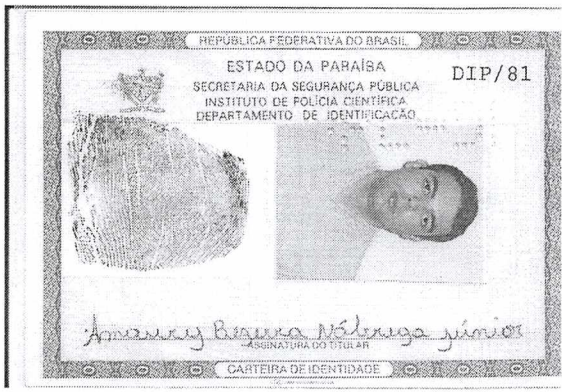 REPÚBLICA FEDERATIVA DO BRASIL
ESTADO DA PARAÍBA
DIP/81
SECRETARIA DA SEGURANÇA PÚBLICA
INSTITUTO DE POLÍCIA CIENTÍFICA
DEPARTAMENTO DE IDENTIFICAÇÃO
Amaury Bezerra Nóbrega júnior
ASSINATURA DO TITULAR
CARTEIRA DE IDENTIDADE